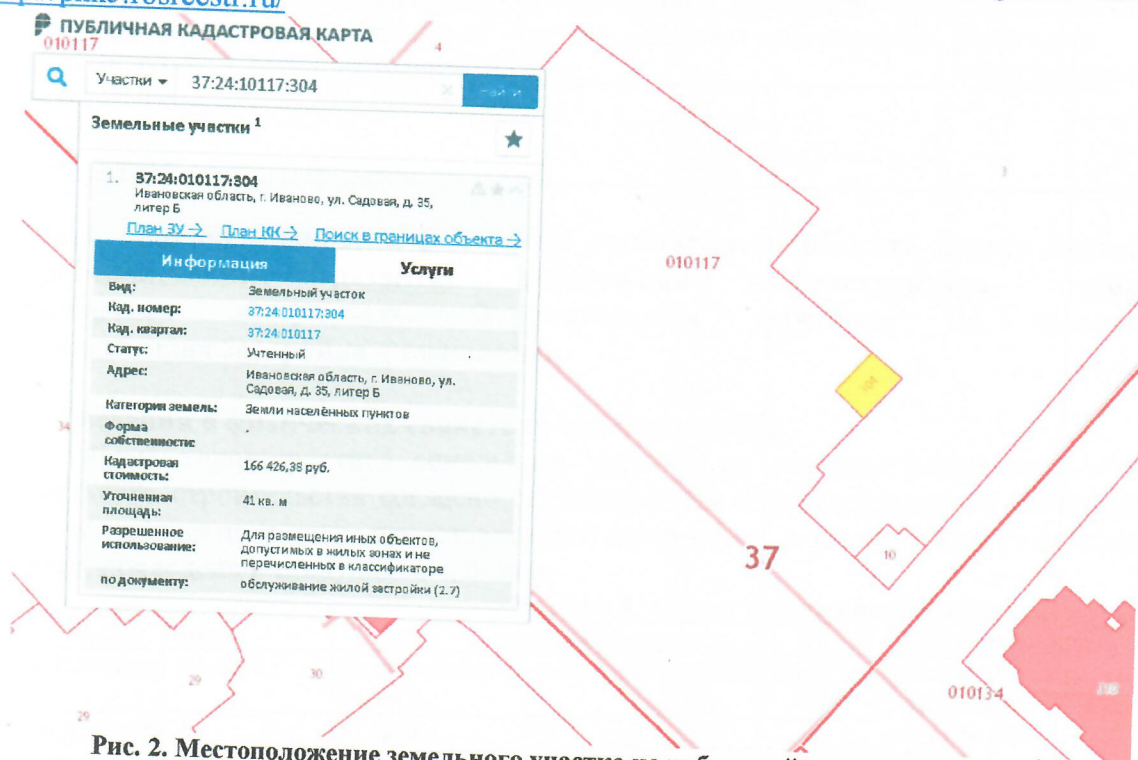 ПУБЛИЧНАЯ КАДАСТРОВАЯ КАРТА
010117
4
Участки
37:24:10117:304
Найти
Земельные участки 1
1. 37:24:010117:304
Ивановская область, г. Иваново, ул. Садовая, д. 35,
литер Б
План ЗУ → План КК → Поиск в границах объекта →
Информация Услуги
Вид: Земельный участок
Кад. номер: 37:24:010117:304
Кад. квартал: 37:24:010117
Статус: Учтенный
Адрес: Ивановская область, г. Иваново, ул.
Садовая, д. 35, литер Б
Категория земель: Земли населённых пунктов
Форма
собственности:
Кадастровая
стоимость: 166 426,38 руб.
Уточненная
площадь: 41 кв. м
Разрешенное
использование: Для размещения иных объектов,
допустимых в жилых зонах и не
перечисленных в классификаторе
по документу: обслуживание жилой застройки (2.7)
3
010117
304
34
37
10
29
30
29
010134
Рис. 2. Местоположение земельного участка